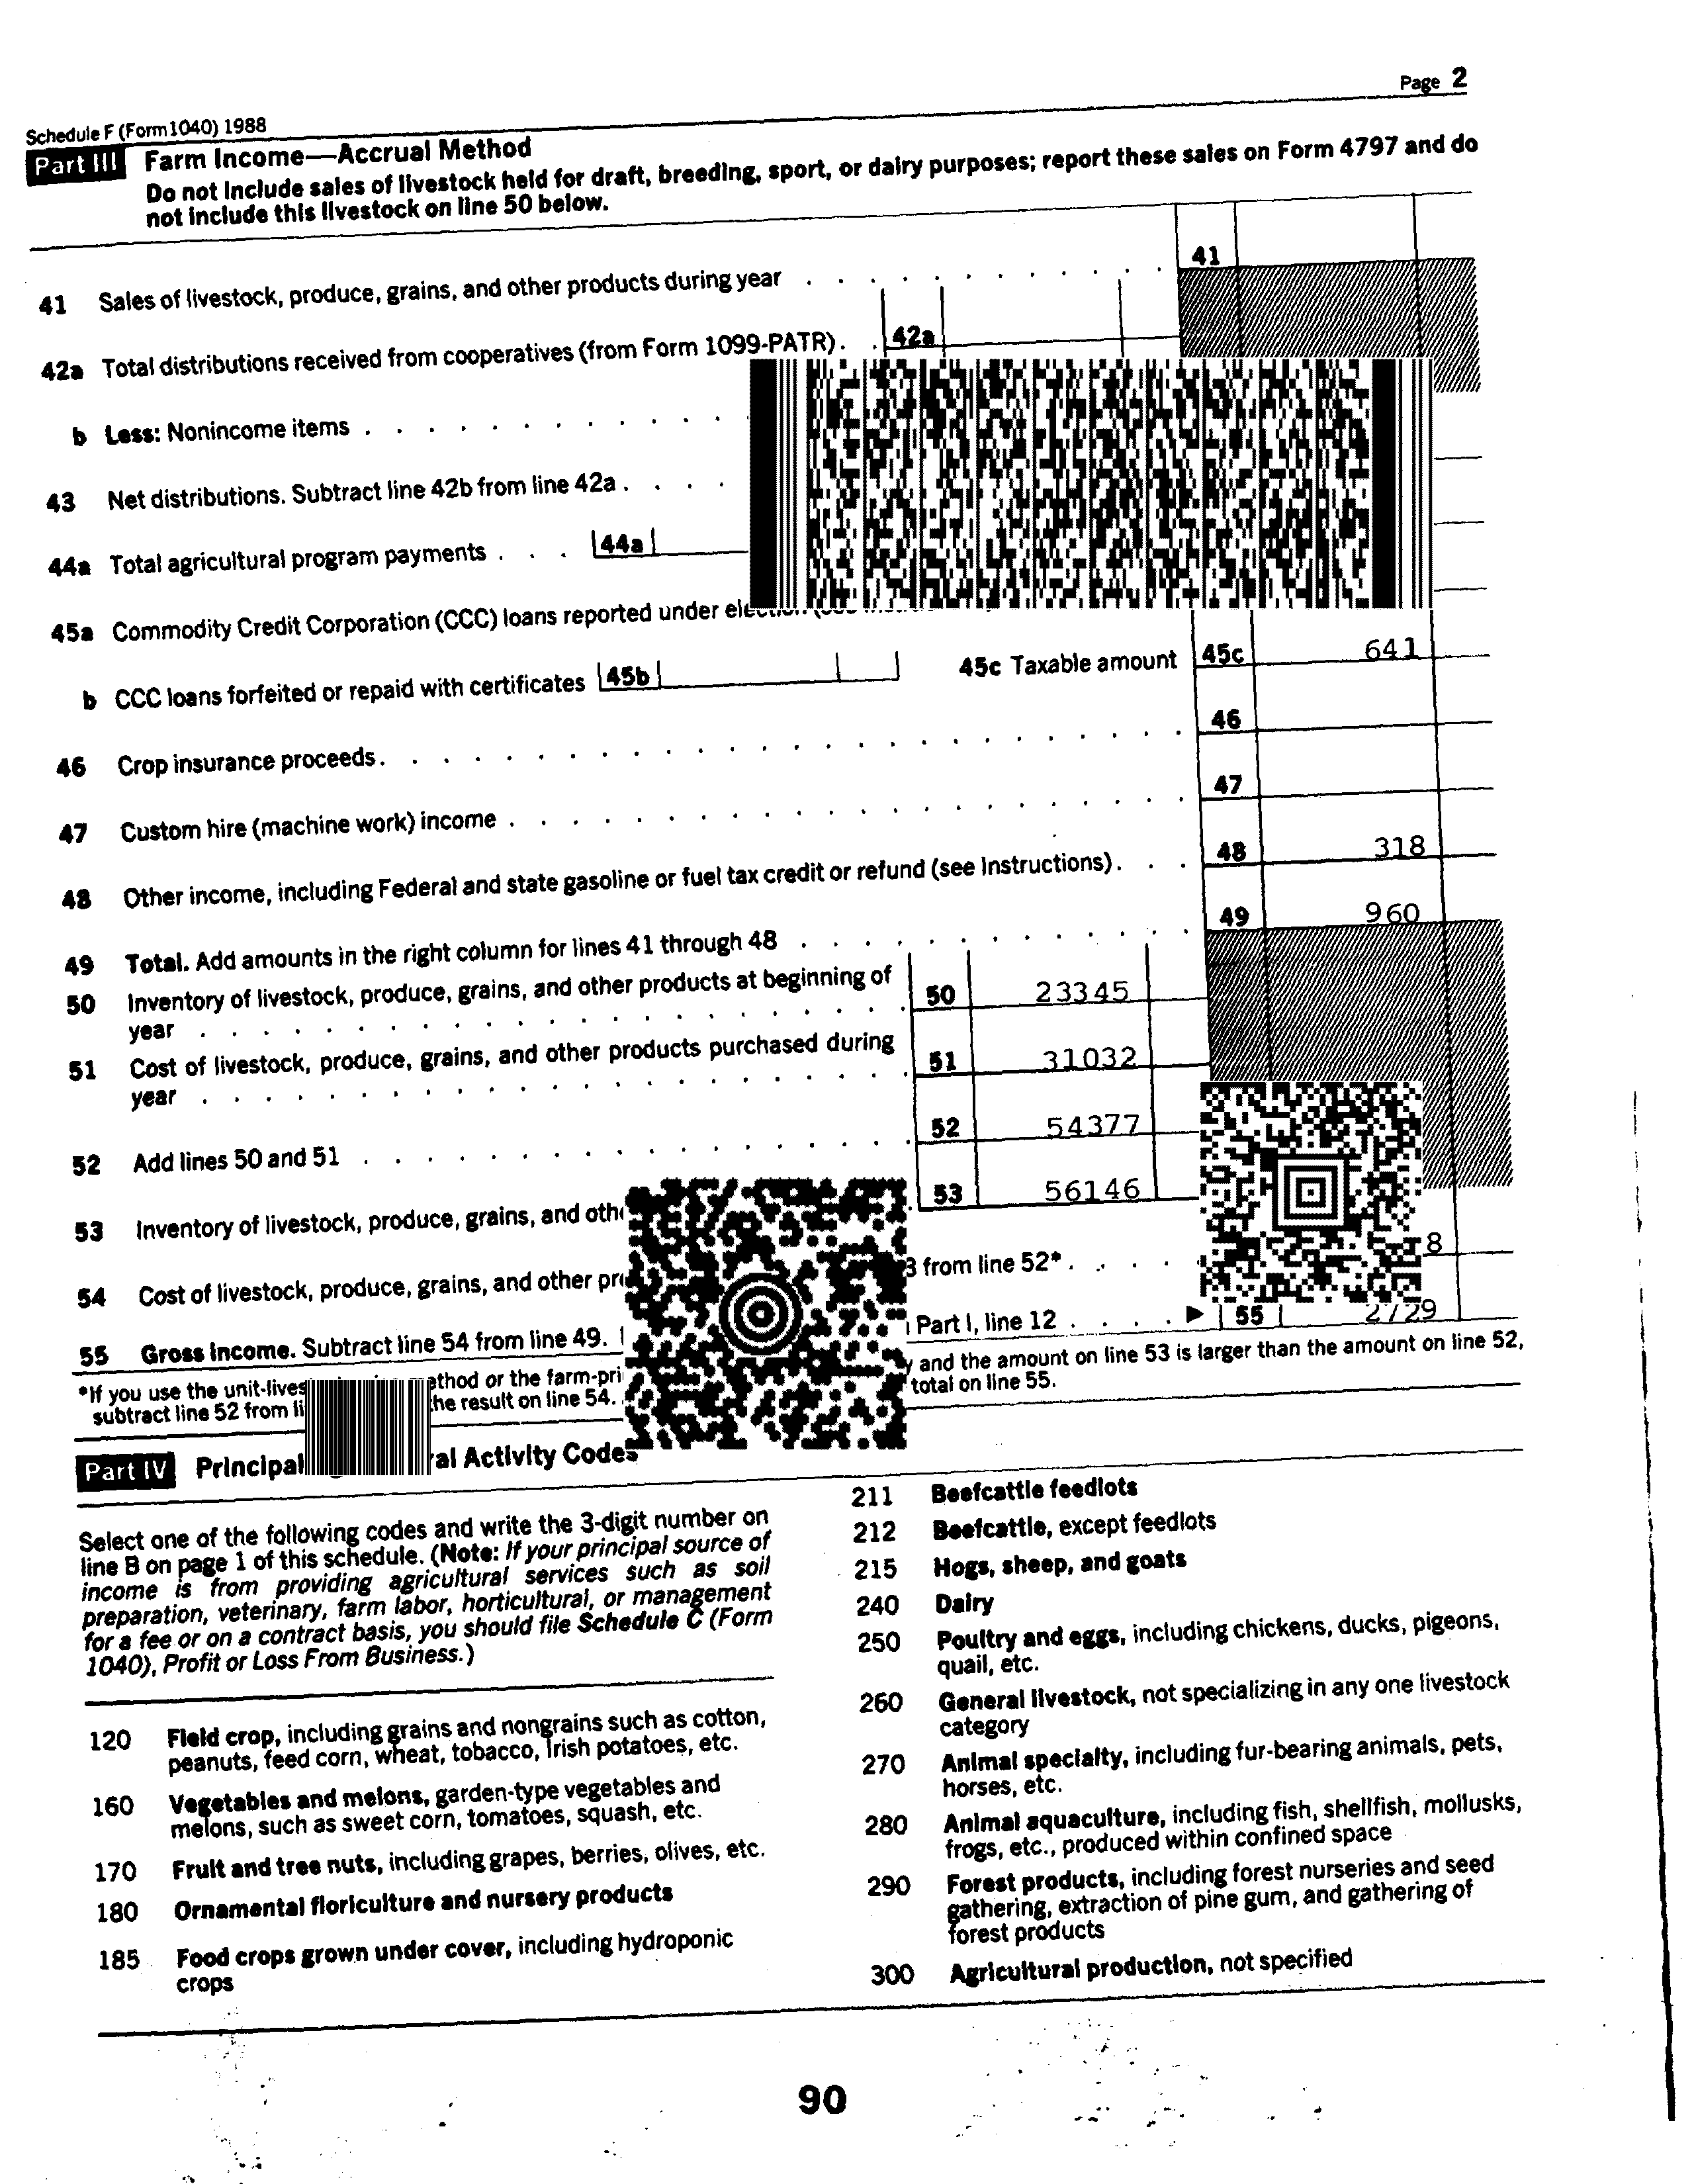 Page 2
Schedule F (Form 1040) 1988
Part III Farm Income—Accrual Method
Do not include sales of livestock held for draft, breeding, sport, or dairy purposes; report these sales on Form 4797 and do
not include this livestock on line 50 below.
41 Sales of livestock, produce, grains, and other products during year . . . . . . . . . . . . 41
42a Total distributions received from cooperatives (from Form 1099-PATR) . . 42a
b Less: Nonincome items . . . . . . . . . . . . .
43 Net distributions. Subtract line 42b from line 42a . . . . .
44a Total agricultural program payments . . . 44a
45a Commodity Credit Corporation (CCC) loans reported under
b CCC loans forfeited or repaid with certificates 45b 45c Taxable amount 45c 641
46 Crop insurance proceeds . . . . . . . . . . . . . . . . . . . . . . . . . . 46
47 Custom hire (machine work) income . . . . . . . . . . . . . . . . . . . . . . 47
48 Other income, including Federal and state gasoline or fuel tax credit or refund (see Instructions) . . . 48 318
49 Total. Add amounts in the right column for lines 41 through 48 . . . . . . . . . . . . . 49 960
50 Inventory of livestock, produce, grains, and other products at beginning of
year . . . . . . . . . . . . . . . . . . . . . . . 50 23345
51 Cost of livestock, produce, grains, and other products purchased during
year . . . . . . . . . . . . . . . . . . . . . . . 51 31032
52 Add lines 50 and 51 . . . . . . . . . . . . . . . . . . 52 54377
53 Inventory of livestock, produce, grains, and 53 56146
54 Cost of livestock, produce, grains, and other from line 52* . . . . 8
55 Gross income. Subtract line 54 from line 49. Part I, line 12 . . . . ▶ 55 2729
*If you use the or the and the amount on line 53 is larger than the amount on line 52,
subtract line 52 from the result on line 54. total on line 55.
Part IV Principal Activity Codes
Select one of the following codes and write the 3-digit number on
line B on page 1 of this schedule. (Note: If your principal source of
income is from providing agricultural services such as soil
preparation, veterinary, farm labor, horticultural, or management
for a fee or on a contract basis, you should file Schedule C (Form
1040), Profit or Loss From Business.)
120 Field crop, including grains and nongrains such as cotton,
peanuts, feed corn, wheat, tobacco, Irish potatoes, etc.
160 Vegetables and melons, garden-type vegetables and
melons, such as sweet corn, tomatoes, squash, etc.
170 Fruit and tree nuts, including grapes, berries, olives, etc.
180 Ornamental floriculture and nursery products
185 Food crops grown under cover, including hydroponic
crops
211 Beefcattle feedlots
212 Beefcattle, except feedlots
215 Hogs, sheep, and goats
240 Dairy
250 Poultry and eggs, including chickens, ducks, pigeons,
quail, etc.
260 General livestock, not specializing in any one livestock
category
270 Animal specialty, including fur-bearing animals, pets,
horses, etc.
280 Animal aquaculture, including fish, shellfish, mollusks,
frogs, etc., produced within confined space
290 Forest products, including forest nurseries and seed
gathering, extraction of pine gum, and gathering of
forest products
300 Agricultural production, not specified
90